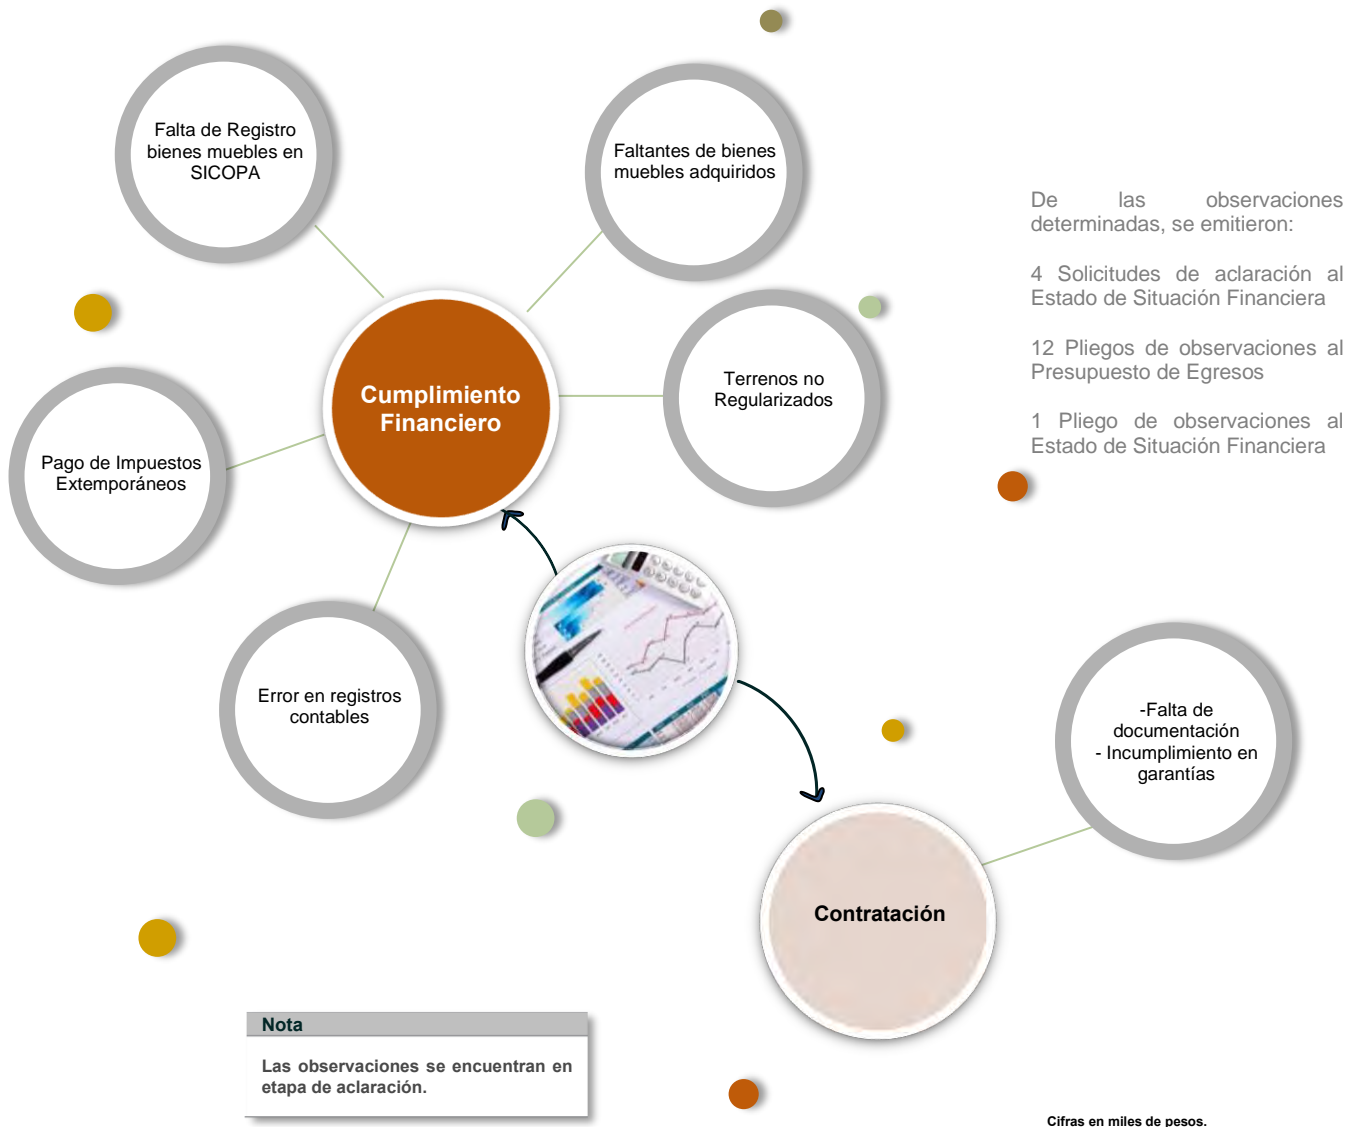 Falta de Registro
bienes muebles en
SICOPA
Faltantes de bienes
muebles adquiridos
De las observaciones
determinadas, se emitieron:
4 Solicitudes de aclaración al
Estado de Situación Financiera
12 Pliegos de observaciones al
Presupuesto de Egresos
1 Pliego de observaciones al
Estado de Situación Financiera
Cumplimiento
Financiero
Terrenos no
Regularizados
Pago de Impuestos
Extemporáneos
Error en registros
contables
-Falta de
documentación
- Incumplimiento en
garantías
Contratación
Nota
Las observaciones se encuentran en
etapa de aclaración.
Cifras en miles de pesos.